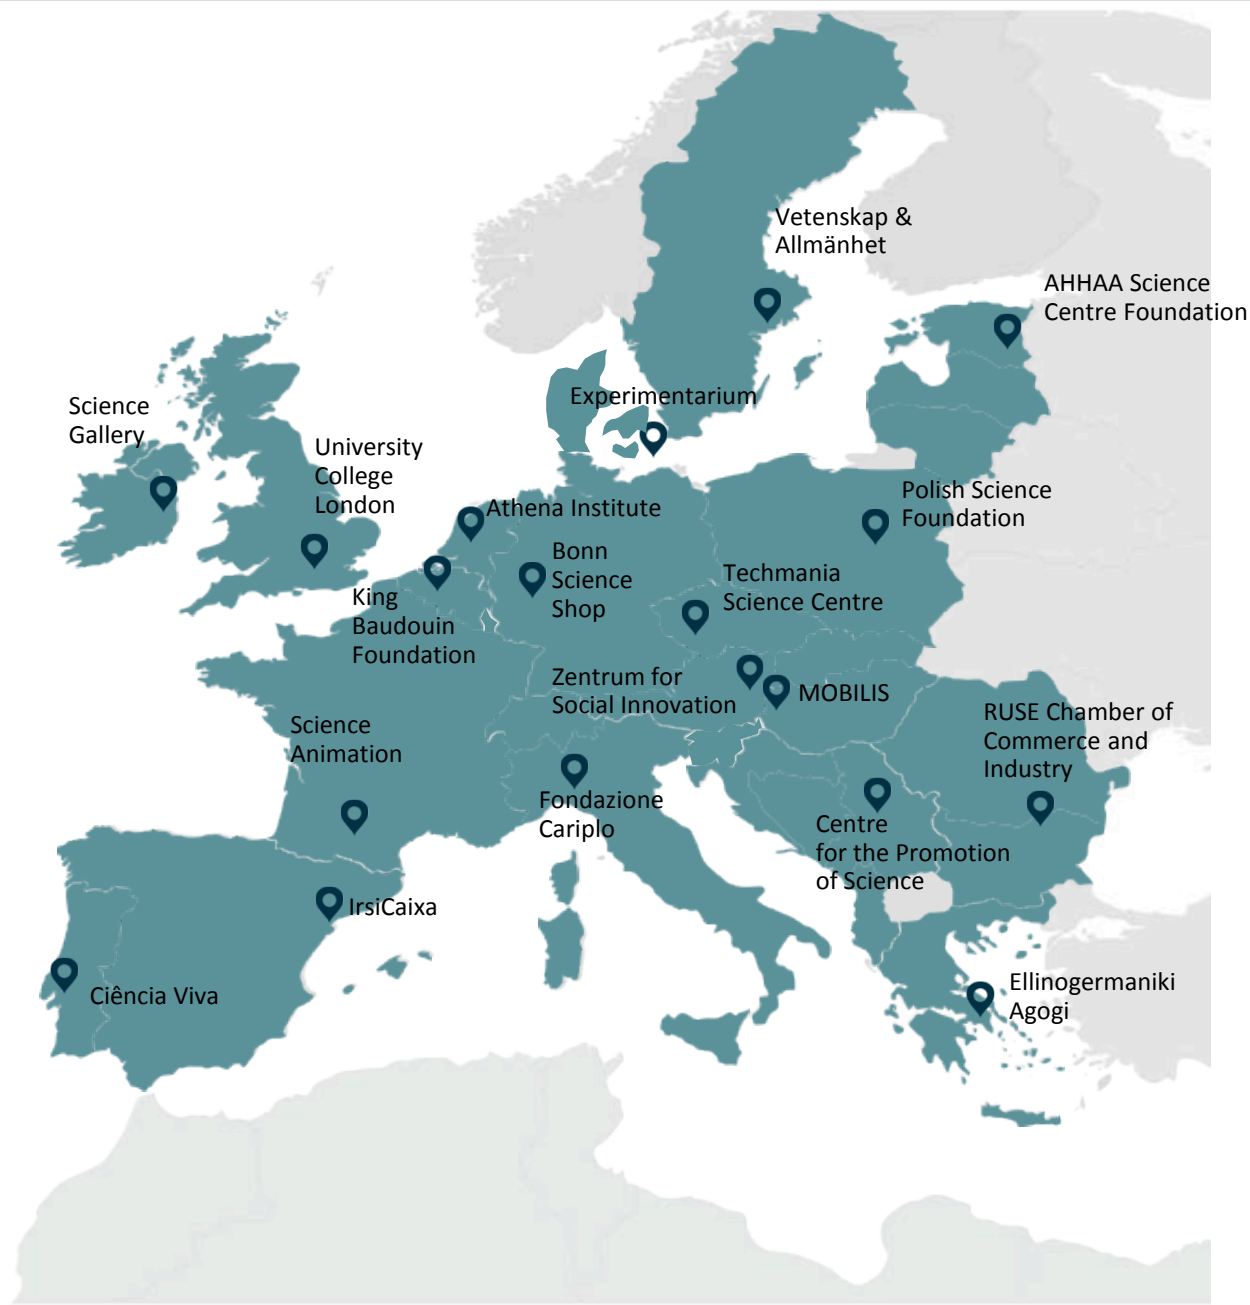 Vetenskap &
Allmänhet
AHHAA Science
Centre Foundation
Experimentarium
Science
Gallery
University
College
London
Athena Institute
Polish Science
Foundation
Bonn
Science
Shop
Techmania
Science Centre
King
Baudouin
Foundation
Zentrum for
Social Innovation
MOBILIS
RUSE Chamber of
Commerce and
Industry
Science
Animation
Fondazione
Cariplo
Centre
for the Promotion
of Science
IrsiCaixa
Ciência Viva
Ellinogermaniki
Agogi